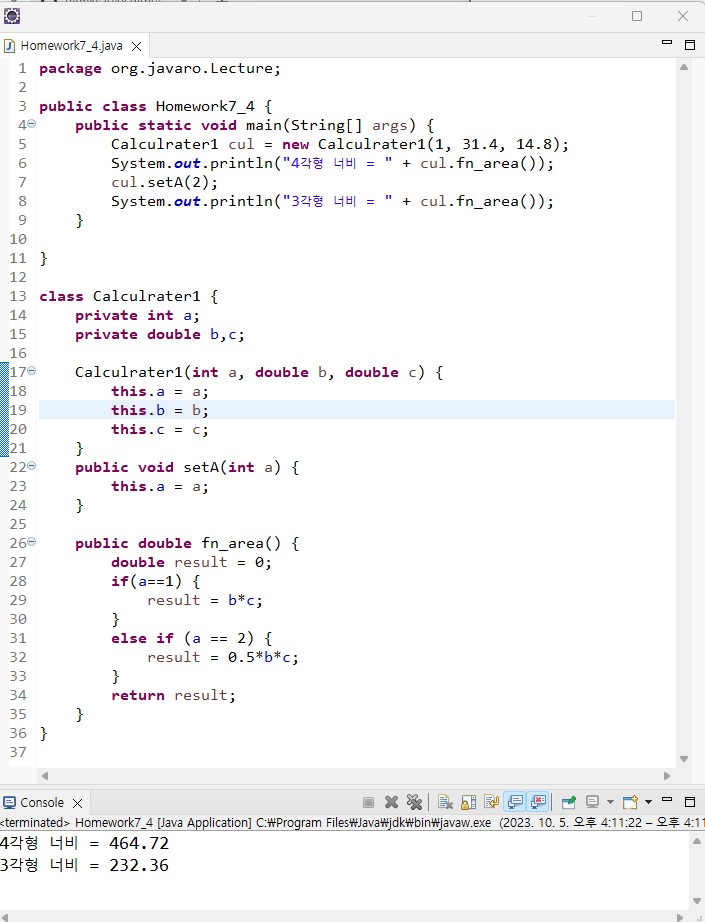 Homework7_4.java
1 package org.javaro.Lecture;
2
3 public class Homework7_4 {
4     public static void main(String[] args) {
5         Calculrater1 cul = new Calculrater1(1, 31.4, 14.8);
6         System.out.println("4각형 너비 = " + cul.fn_area());
7         cul.setA(2);
8         System.out.println("3각형 너비 = " + cul.fn_area());
9     }
10
11 }
12
13 class Calculrater1 {
14     private int a;
15     private double b,c;
16
17     Calculrater1(int a, double b, double c) {
18         this.a = a;
19         this.b = b;
20         this.c = c;
21     }
22     public void setA(int a) {
23         this.a = a;
24     }
25
26     public double fn_area() {
27         double result = 0;
28         if(a==1) {
29             result = b*c;
30         }
31         else if (a == 2) {
32             result = 0.5*b*c;
33         }
34         return result;
35     }
36 }
37
Console
<terminated> Homework7_4 [Java Application] C:₩Program Files₩Java₩jdk₩bin₩javaw.exe (2023. 10. 5. 오후 4:11:22 – 오후 4:11
4각형 너비 = 464.72
3각형 너비 = 232.36